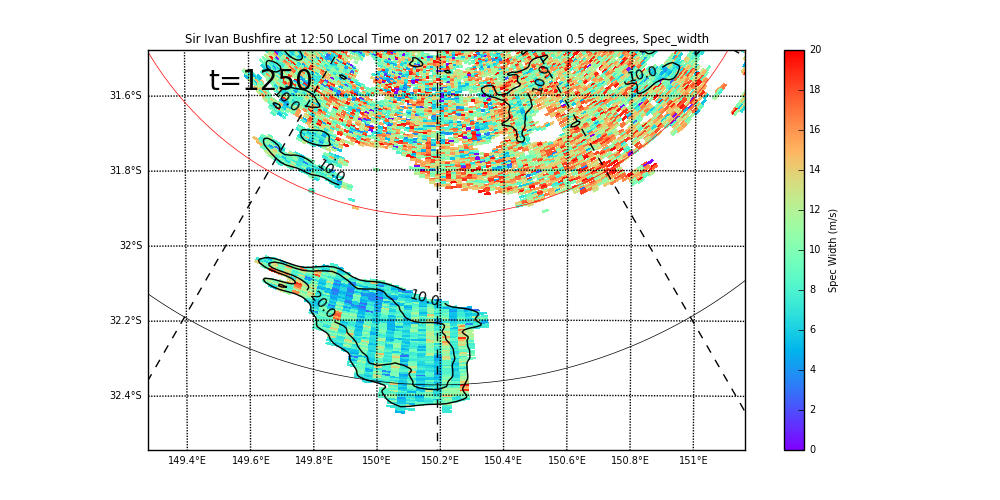 Sir Ivan Bushfire at 12:50 Local Time on 2017 02 12 at elevation 0.5 degrees, Spec_width
t=1250
10.0
10.0
10.0
10.0
10.0
20.0
31.6°S
31.8°S
32°S
32.2°S
32.4°S
149.4°E
149.6°E
149.8°E
150°E
150.2°E
150.4°E
150.6°E
150.8°E
151°E
20
18
16
14
12
10
8
6
4
2
0
Spec Width (m/s)